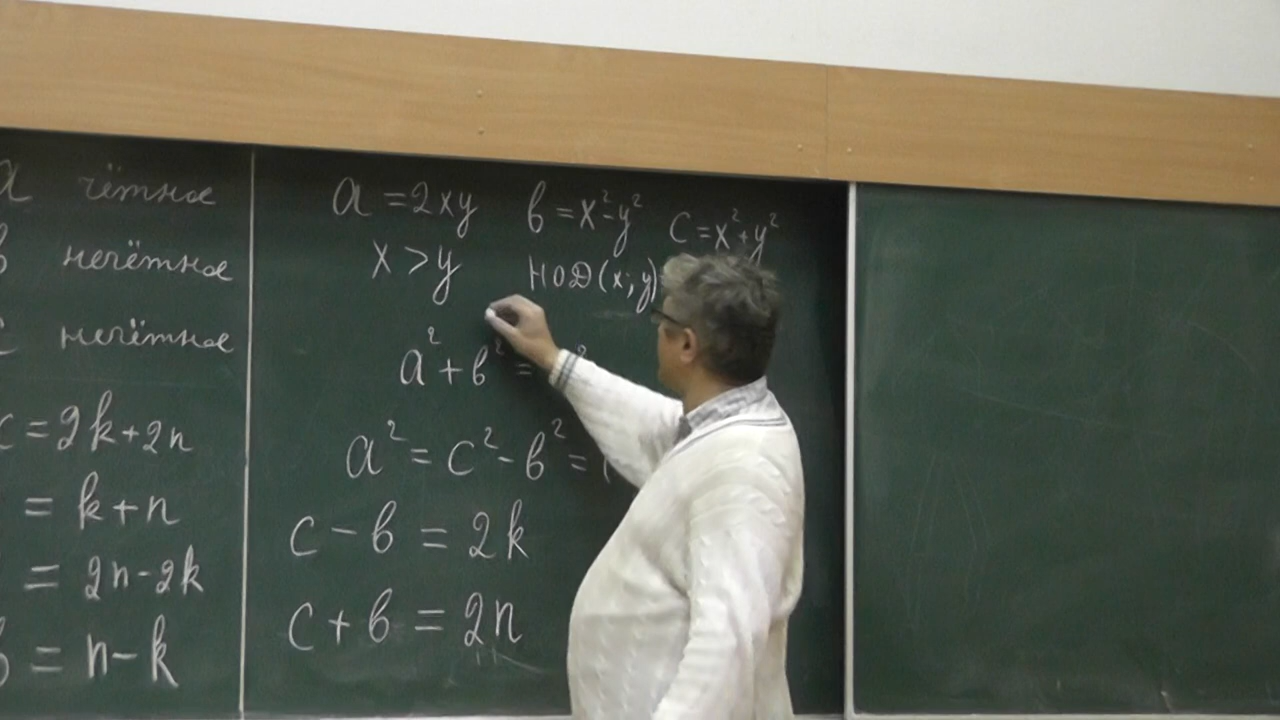 a чётное
b нечётное
c нечётное
c = 2k + 2n
= k + n
= 2n - 2k
b = n - k
a = 2xy b = x² - y² c = x² + y²
x > y НОД(x; y)
a² + b² =
a² = c² - b² = (
c - b = 2k
c + b = 2n